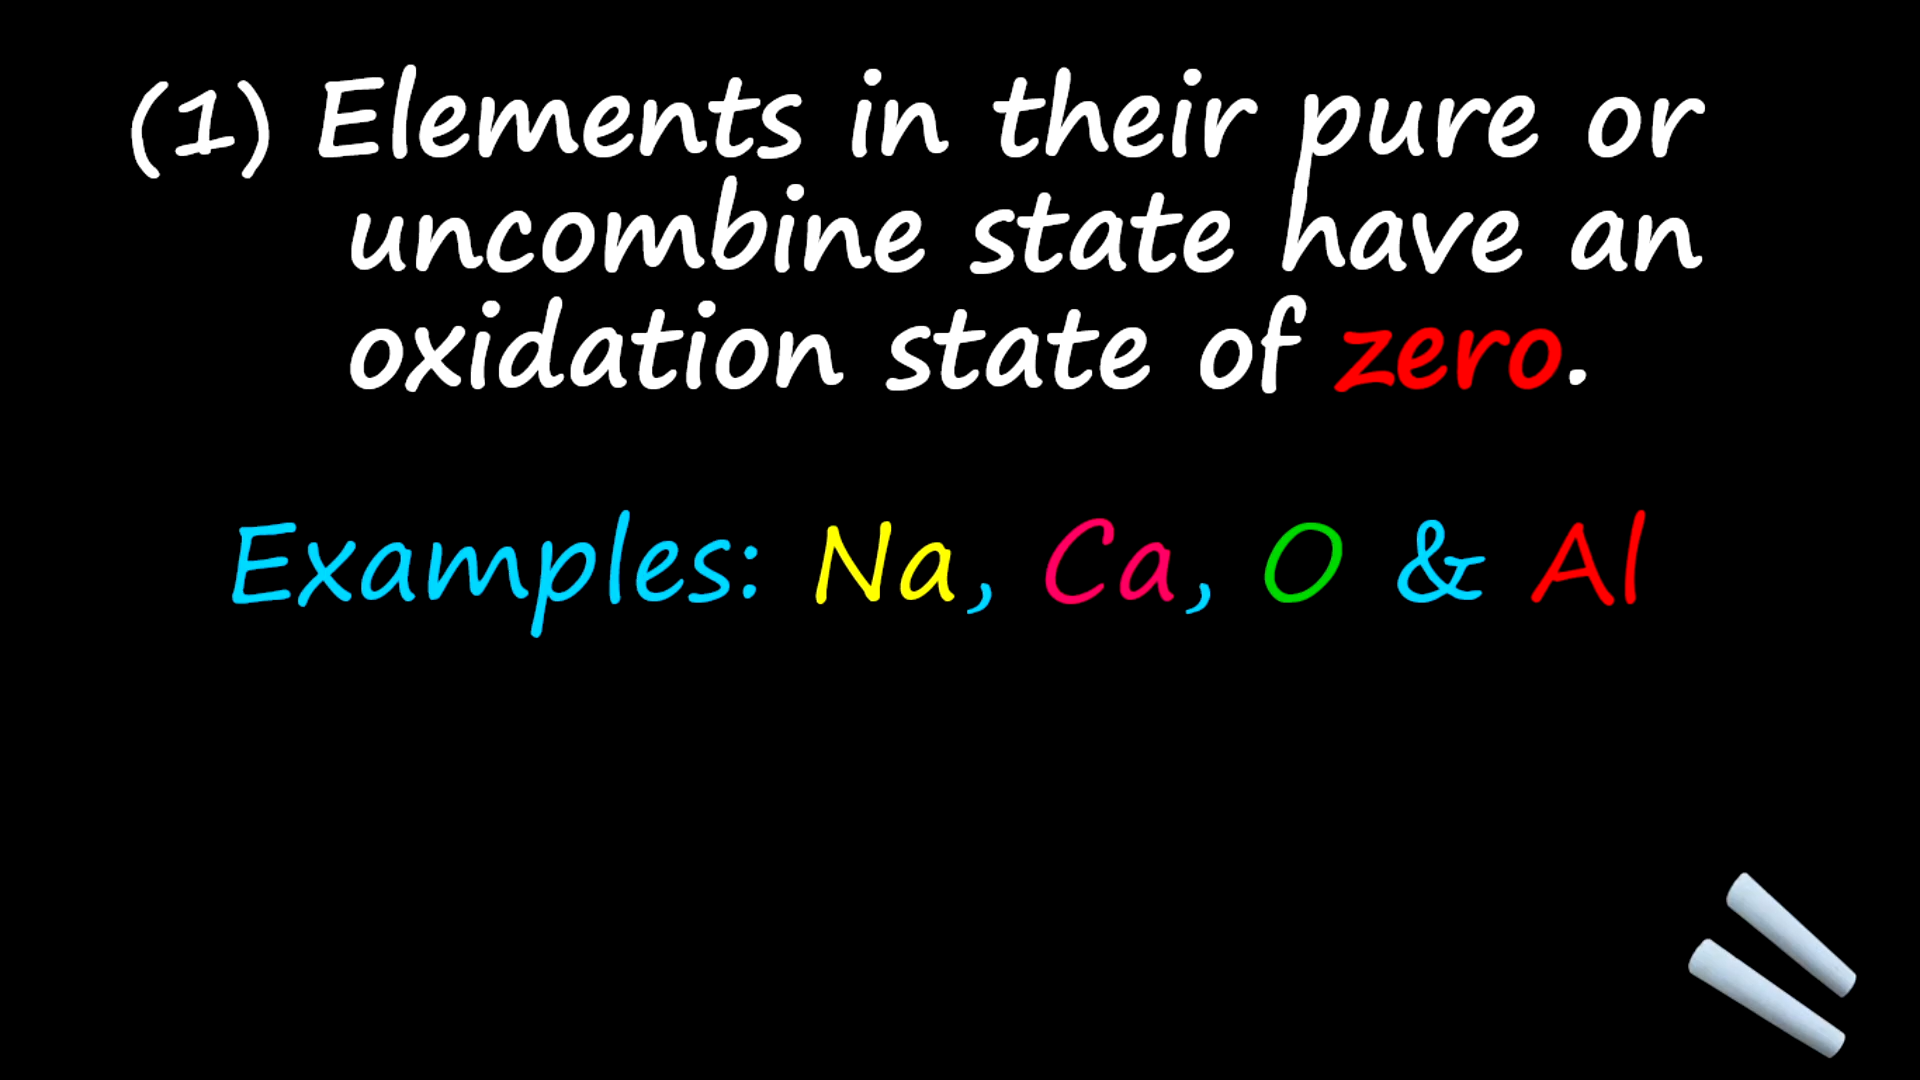 (1) Elements in their pure or
uncombine state have an
oxidation state of zero.
Examples: Na, Ca, O & Al